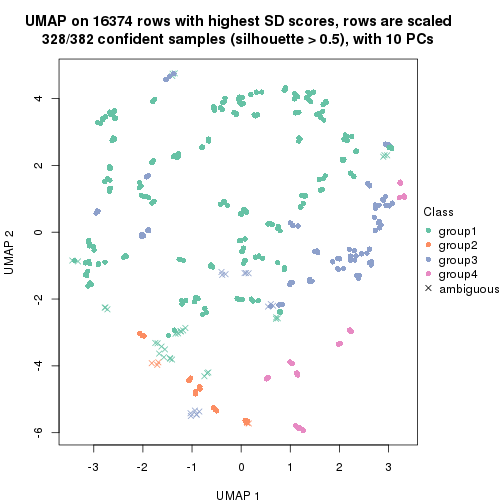 UMAP on 16374 rows with highest SD scores, rows are scaled
328/382 confident samples (silhouette > 0.5), with 10 PCs
4
2
0
-2
-4
-6
UMAP 2
-3
-2
-1
0
1
2
3
UMAP 1
Class
group1
group2
group3
group4
ambiguous